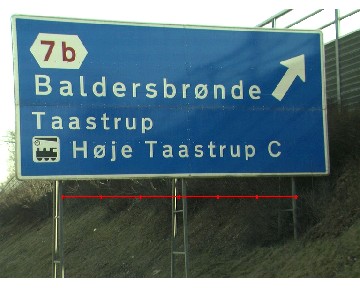 7b
Baldersbrønde
Taastrup
Høje Taastrup C